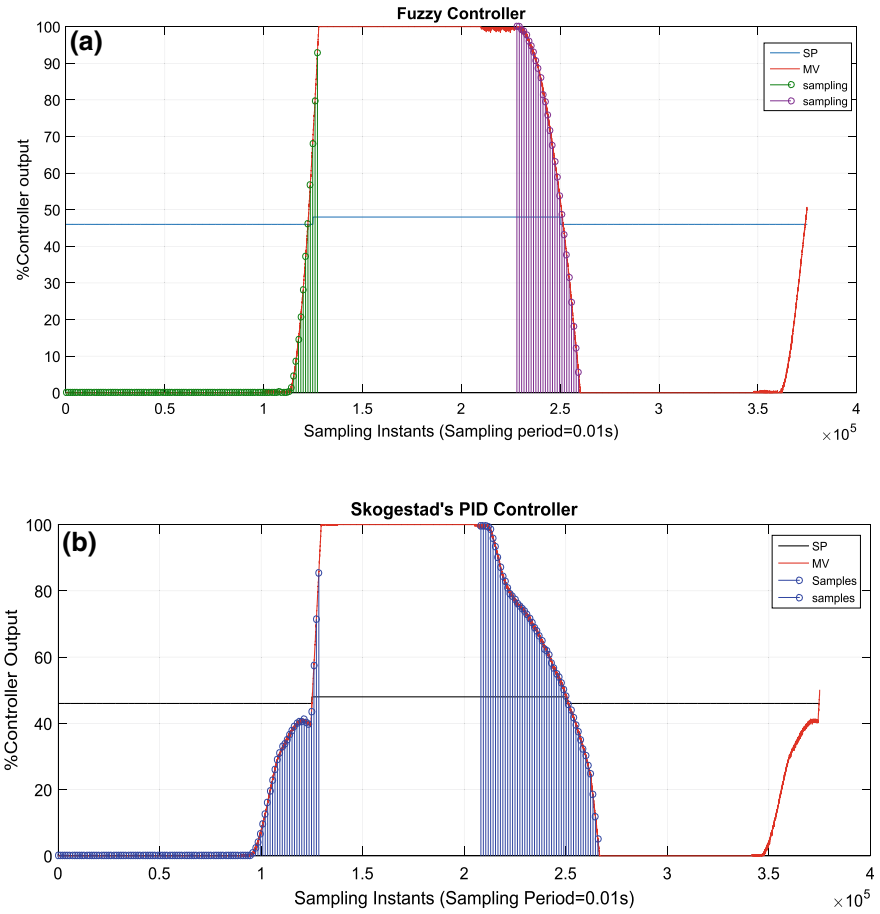 Fuzzy Controller
(a)
100
90
80
70
60
50
40
30
20
10
0
%Controller output
SP
MV
sampling
sampling
0 0.5 1 1.5 2 2.5 3 3.5 4
Sampling Instants (Sampling period=0.01s)
×10^5
Skogestad's PID Controller
(b)
100
80
60
40
20
0
%Controller Output
SP
MV
Samples
samples
0 0.5 1 1.5 2 2.5 3 3.5 4
Sampling Instants (Sampling Period=0.01s)
×10^5